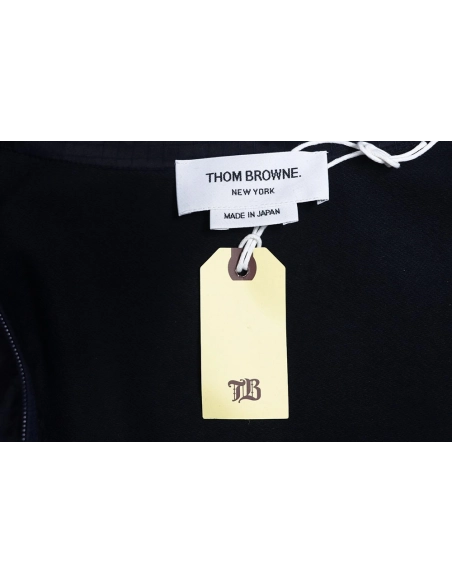 THOM BROWNE.
NEW YORK
MADE IN JAPAN
TB